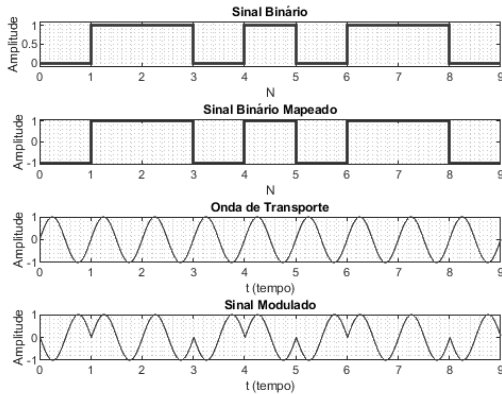 Sinal Binário
Amplitude
1
0.5
0
0 1 2 3 4 5 6 7 8 9
N
Sinal Binário Mapeado
Amplitude
1
0
-1
0 1 2 3 4 5 6 7 8 9
N
Onda de Transporte
Amplitude
1
0
-1
0 1 2 3 4 5 6 7 8 9
t (tempo)
Sinal Modulado
Amplitude
1
0
-1
0 1 2 3 4 5 6 7 8 9
t (tempo)